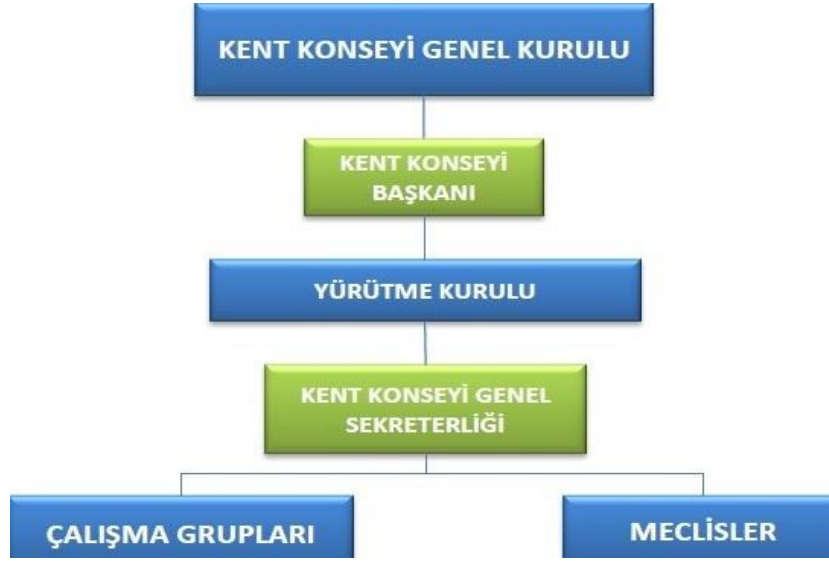 KENT KONSEYİ GENEL KURULU
KENT KONSEYİ
BAŞKANI
YÜRÜTME KURULU
KENT KONSEYİ GENEL
SEKRETERLİĞİ
ÇALIŞMA GRUPLARI
MECLİSLER